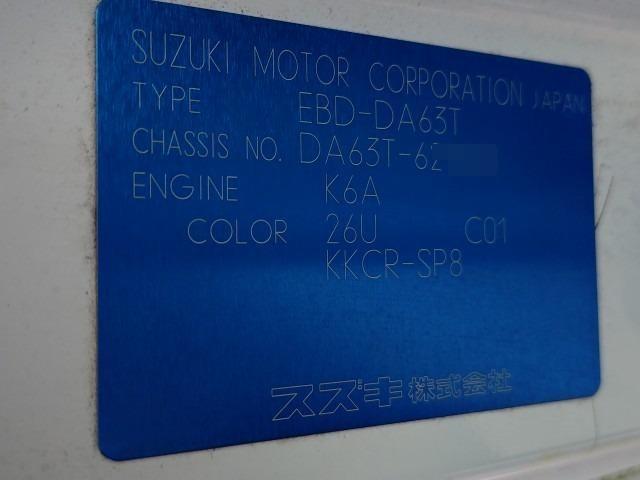 SUZUKI MOTOR CORPORATION JAPAN
TYPE EBD-DA63T
CHASSIS NO. DA63T-62
ENGINE K6A
COLOR 26U C01
KKCR-SP8
スズキ株式会社